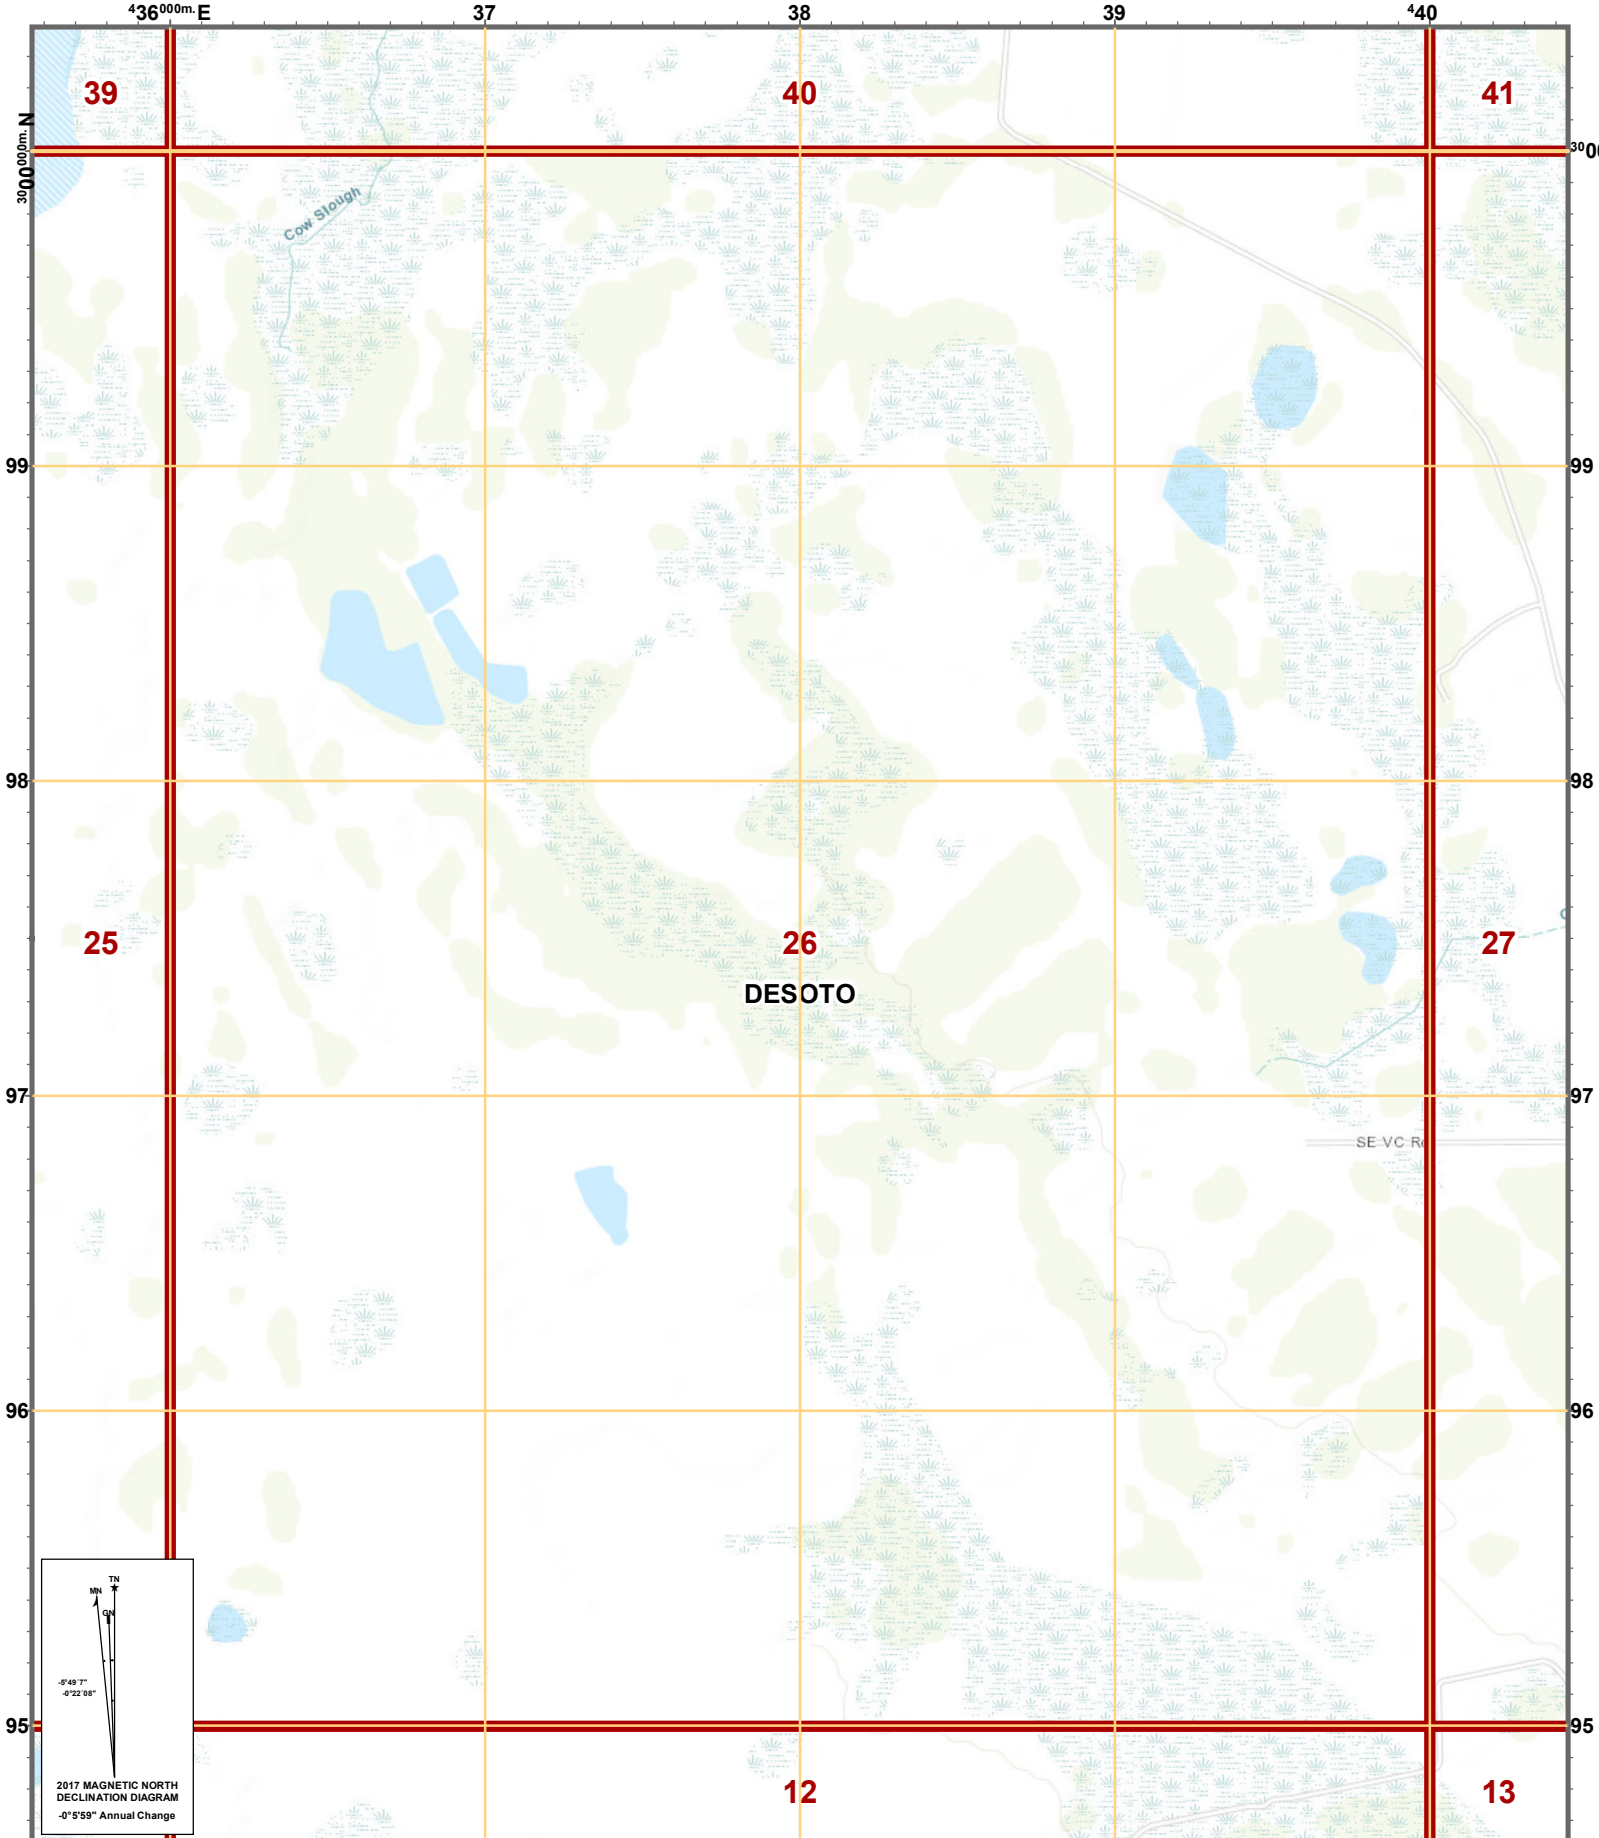 436000m.E 37 38 39 440
39 40 41
3000000m. N
300
Cow Slough
99 99
98 98
25 26 27
DESOTO
97 97
SE VC R
96 96
TN
MN
GN
-5°49'7"
-0°22'08"
95 95
2017 MAGNETIC NORTH
DECLINATION DIAGRAM
-0°5'59" Annual Change
12 13